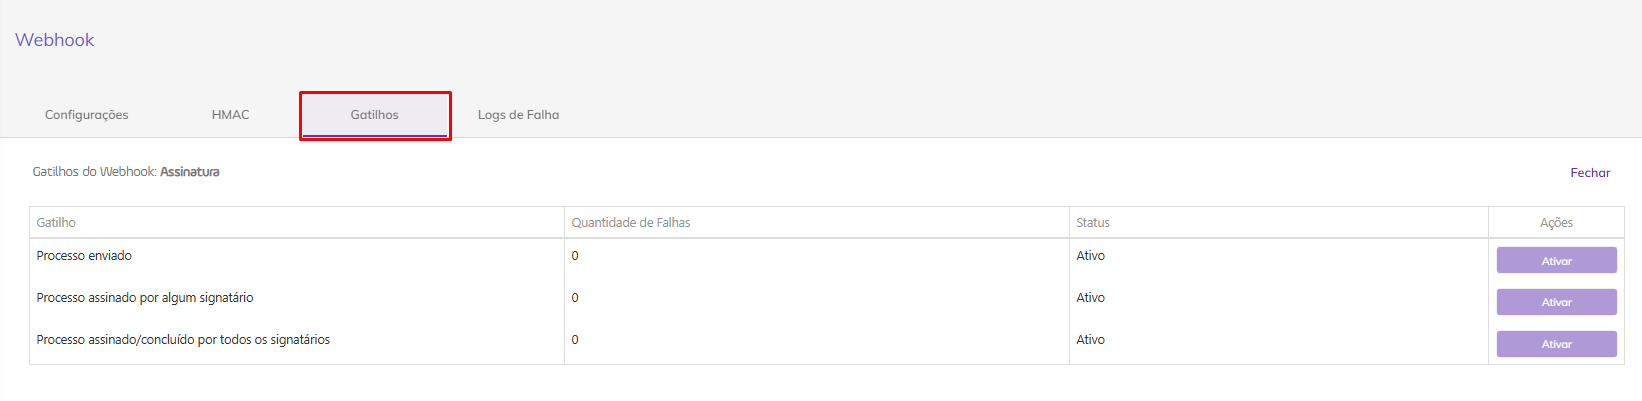 Webhook
Configurações HMAC Gatilhos Logs de Falha
Gatilhos do Webhook: Assinatura Fechar
Gatilho Quantidade de Falhas Status Ações
Processo enviado 0 Ativo Ativar
Processo assinado por algum signatário 0 Ativo Ativar
Processo assinado/concluído por todos os signatários 0 Ativo Ativar